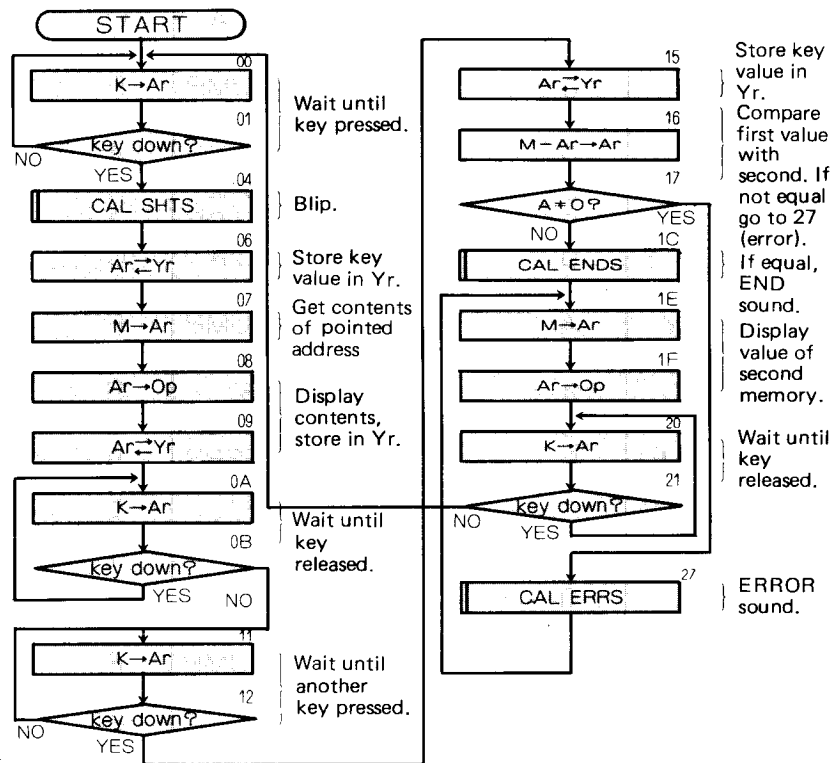 START
00
K→Ar
01
key down?
NO
YES
Wait until
key pressed.
04
CAL SHTS
Blip.
06
Ar⇄Yr
Store key
value in Yr.
07
M→Ar
Get contents
of pointed
address
08
Ar→Op
09
Ar⇄Yr
Display
contents,
store in Yr.
0A
K→Ar
0B
key down?
YES
NO
Wait until
key
released.
11
K→Ar
12
key down?
NO
YES
Wait until
another
key pressed.
15
Ar⇄Yr
Store key
value in
Yr.
16
M−Ar→Ar
17
A≠0?
YES
NO
Compare
first value
with
second. If
not equal
go to 27
(error).
1C
CAL ENDS
If equal,
END
sound.
1E
M→Ar
1F
Ar→Op
Display
value of
second
memory.
20
K→Ar
21
key down?
NO
YES
Wait until
key
released.
27
CAL ERRS
ERROR
sound.